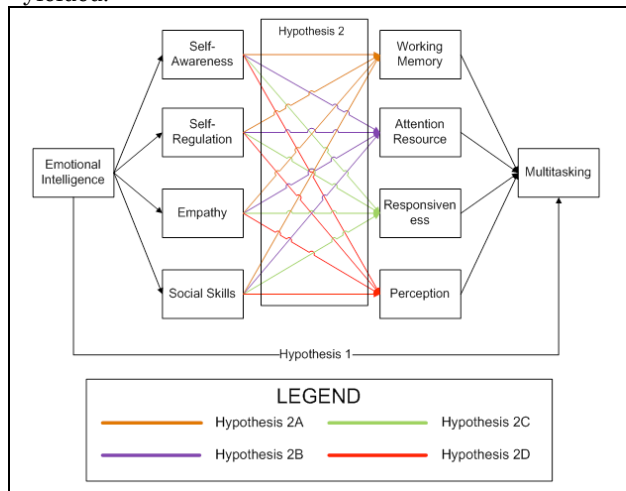 yielded.
Hypothesis 2
Self-
Awareness
Working
Memory
Self-
Regulation
Attention
Resource
Emotional
Intelligence
Multitasking
Empathy
Responsiven
ess
Social Skills
Perception
Hypothesis 1
LEGEND
Hypothesis 2A
Hypothesis 2C
Hypothesis 2B
Hypothesis 2D